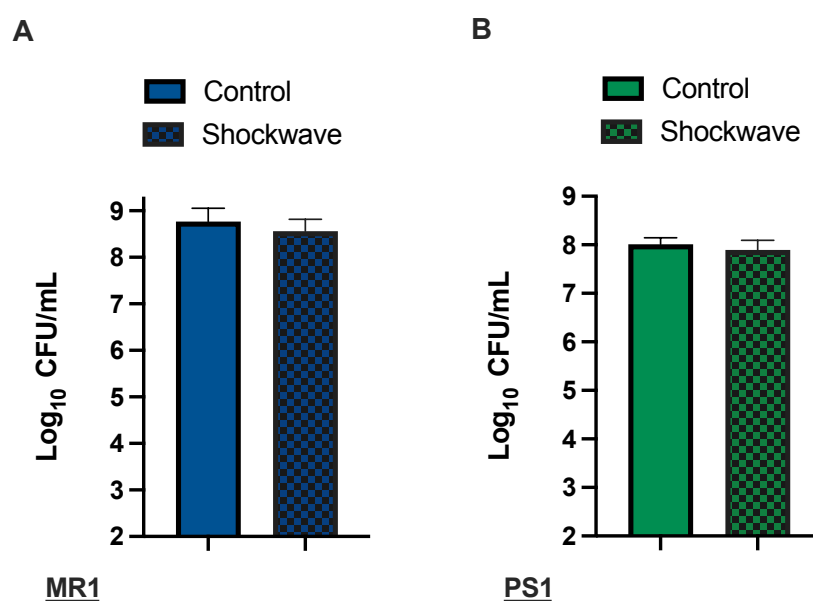 A
Control
Shockwave
9
8
7
6
5
4
3
2
Log₁₀ CFU/mL
MR1
B
Control
Shockwave
9
8
7
6
5
4
3
2
Log₁₀ CFU/mL
PS1